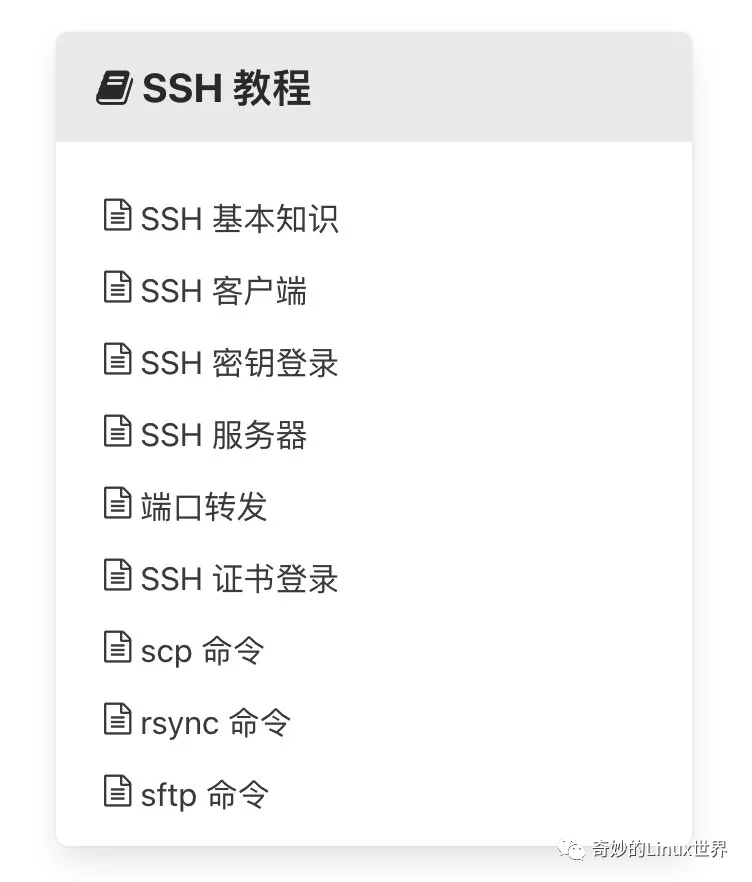 SSH 教程
SSH 基本知识
SSH 客户端
SSH 密钥登录
SSH 服务器
端口转发
SSH 证书登录
scp 命令
rsync 命令
sftp 命令
奇妙的Linux世界